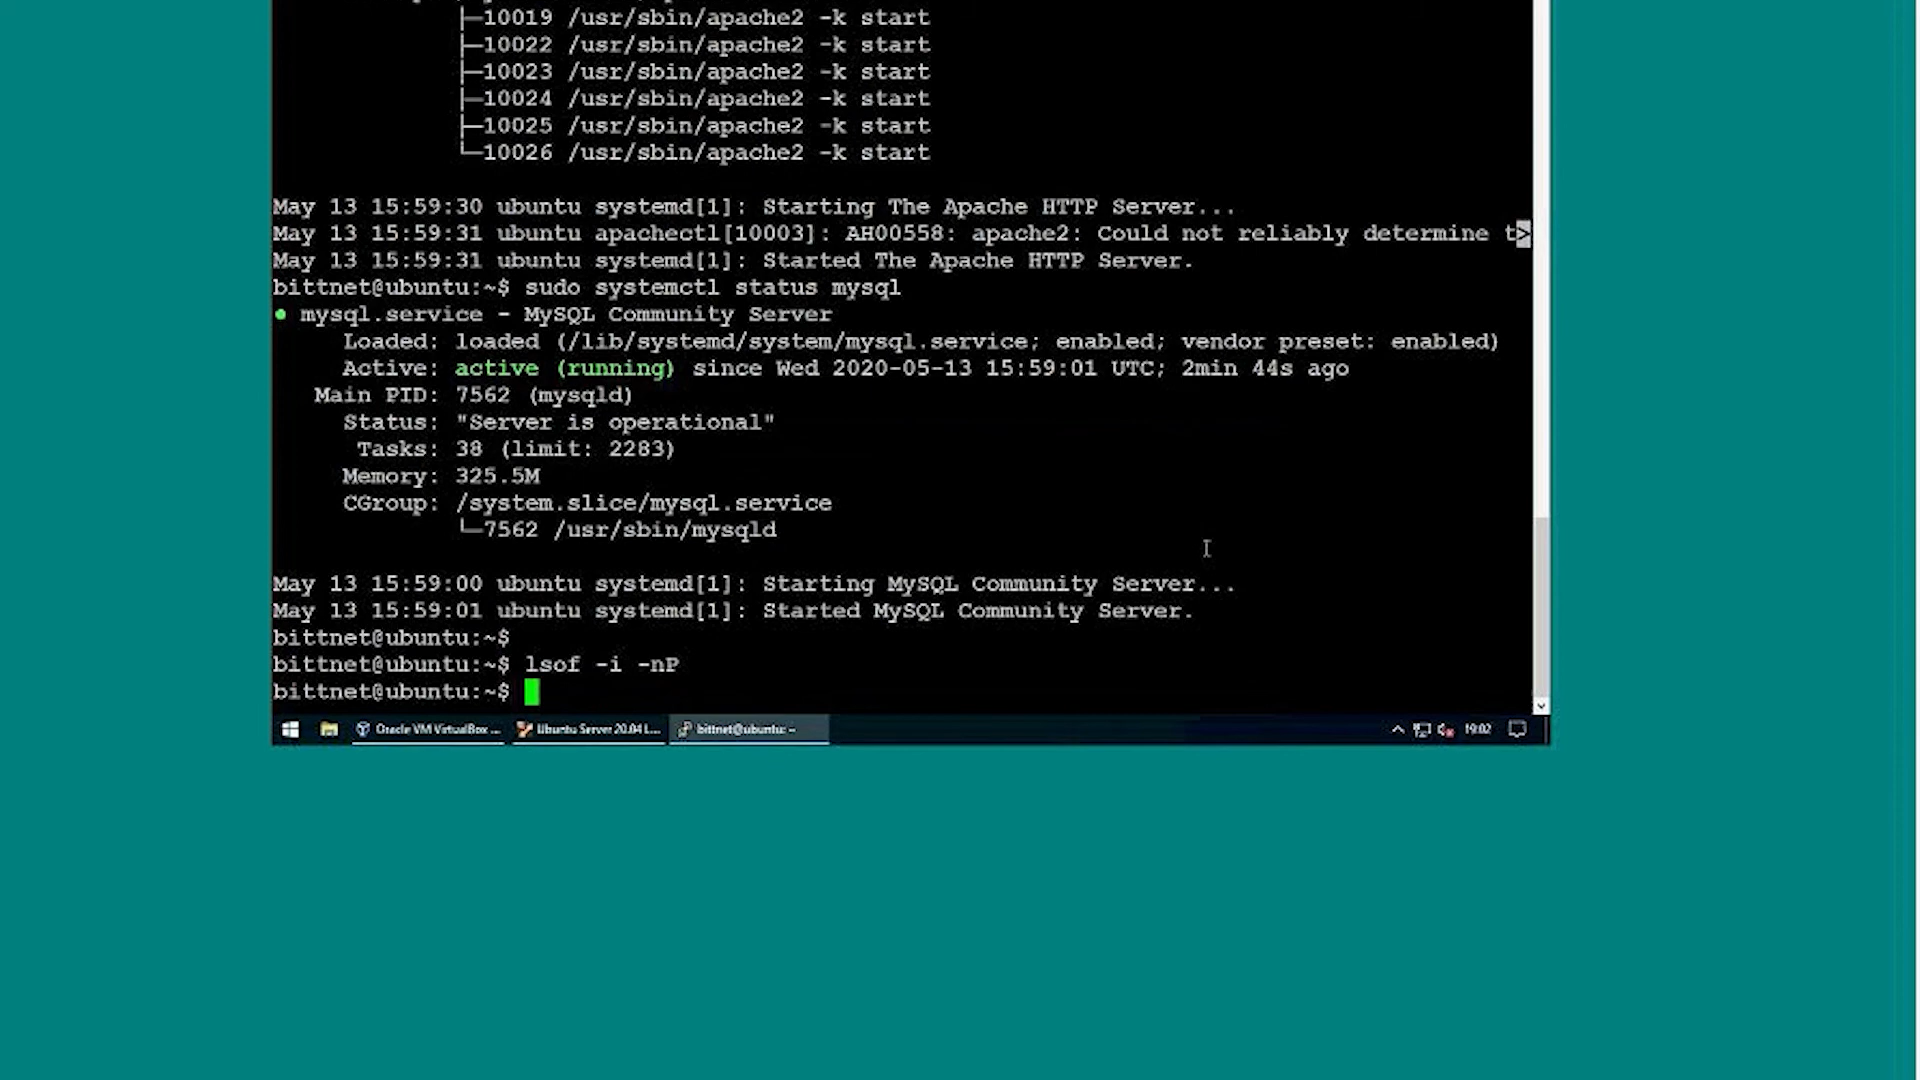 ├─10019 /usr/sbin/apache2 -k start
├─10022 /usr/sbin/apache2 -k start
├─10023 /usr/sbin/apache2 -k start
├─10024 /usr/sbin/apache2 -k start
├─10025 /usr/sbin/apache2 -k start
└─10026 /usr/sbin/apache2 -k start
May 13 15:59:30 ubuntu systemd[1]: Starting The Apache HTTP Server...
May 13 15:59:31 ubuntu apachectl[10003]: AH00558: apache2: Could not reliably determine t>
May 13 15:59:31 ubuntu systemd[1]: Started The Apache HTTP Server.
bittnet@ubuntu:~$ sudo systemctl status mysql
● mysql.service - MySQL Community Server
Loaded: loaded (/lib/systemd/system/mysql.service; enabled; vendor preset: enabled)
Active: active (running) since Wed 2020-05-13 15:59:01 UTC; 2min 44s ago
Main PID: 7562 (mysqld)
Status: "Server is operational"
Tasks: 38 (limit: 2283)
Memory: 325.5M
CGroup: /system.slice/mysql.service
└─7562 /usr/sbin/mysqld
May 13 15:59:00 ubuntu systemd[1]: Starting MySQL Community Server...
May 13 15:59:01 ubuntu systemd[1]: Started MySQL Community Server.
bittnet@ubuntu:~$
bittnet@ubuntu:~$ lsof -i -nP
bittnet@ubuntu:~$
Oracle VM VirtualBox ... Ubuntu Server 20.04 L... bittnet@ubuntu: ~ 19:02